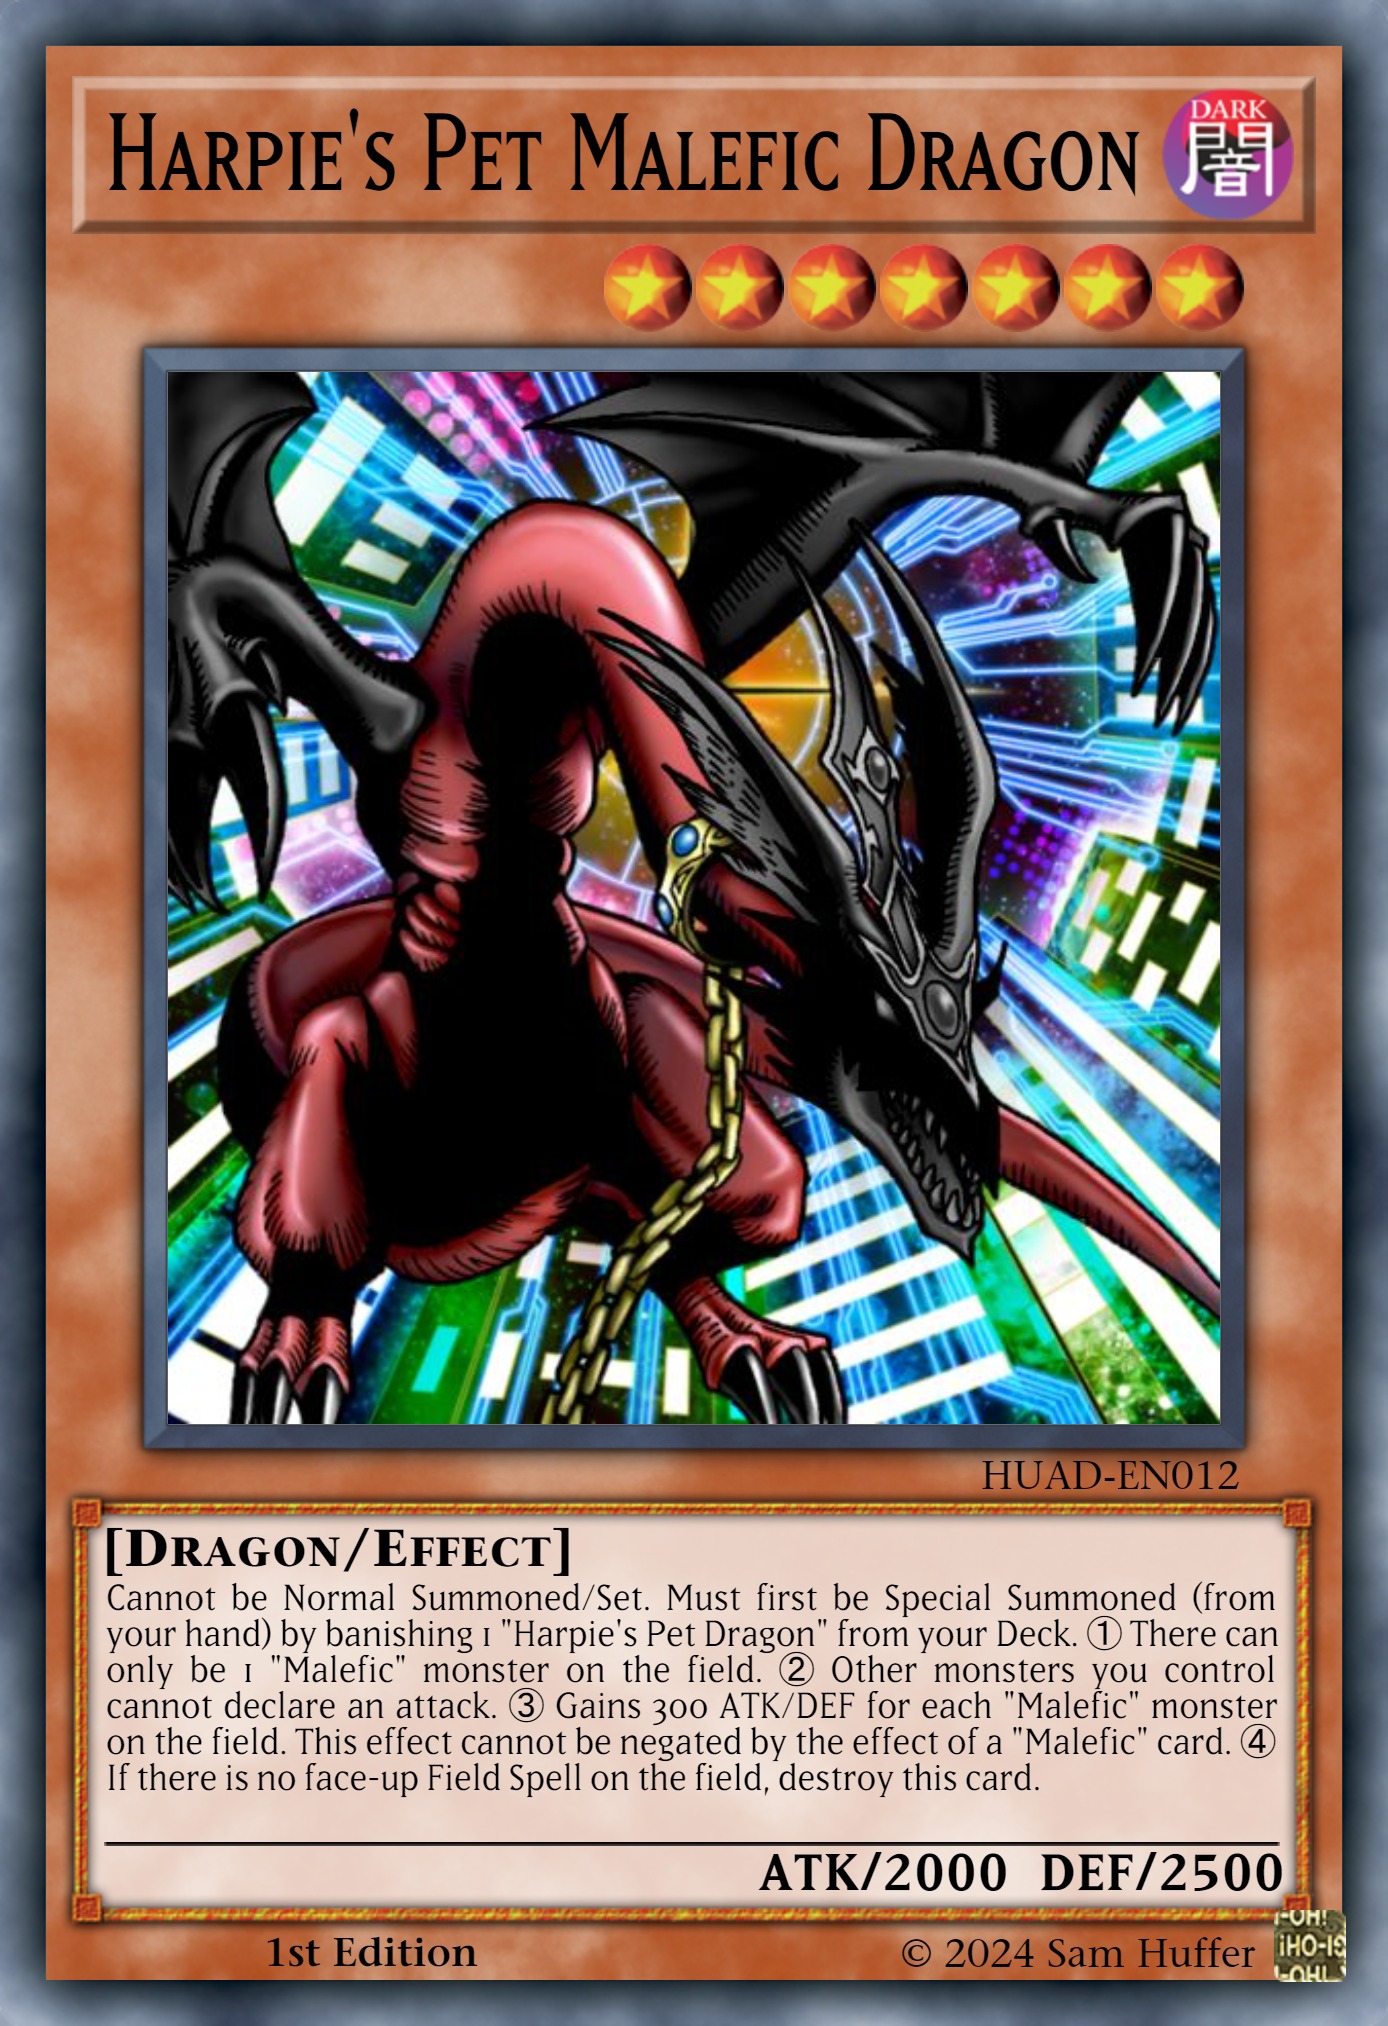 Harpie's Pet Malefic Dragon
DARK
闇
HUAD-EN012
[Dragon/Effect]
Cannot be Normal Summoned/Set. Must first be Special Summoned (from
your hand) by banishing 1 "Harpie's Pet Dragon" from your Deck. ① There can
only be 1 "Malefic" monster on the field. ② Other monsters you control
cannot declare an attack. ③ Gains 300 ATK/DEF for each "Malefic" monster
on the field. This effect cannot be negated by the effect of a "Malefic" card. ④
If there is no face-up Field Spell on the field, destroy this card.
ATK/2000 DEF/2500
1st Edition
© 2024 Sam Huffer